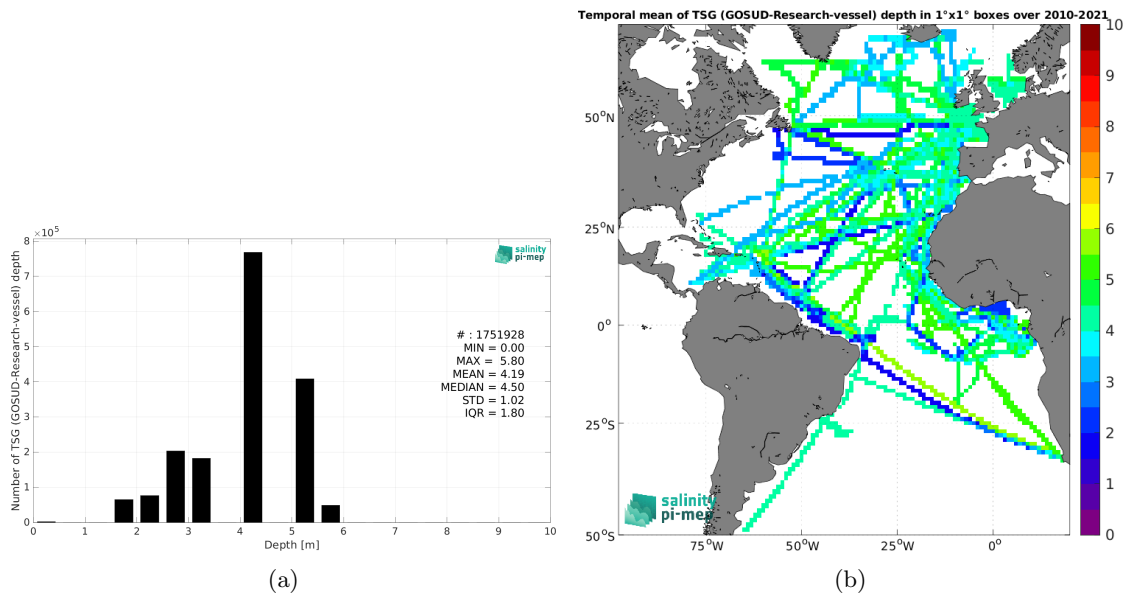 ×10⁵
8
7
6
5
4
3
2
1
0
Number of TSG (GOSUD-Research-vessel) depth
salinity
pi-mep
# : 1751928
MIN = 0.00
MAX = 5.80
MEAN = 4.19
MEDIAN = 4.50
STD = 1.02
IQR = 1.80
0 1 2 3 4 5 6 7 8 9 10
Depth [m]
(a)
Temporal mean of TSG (GOSUD-Research-vessel) depth in 1°x1° boxes over 2010-2021
50°N
25°N
0°
25°S
50°S
75°W 50°W 25°W 0°
salinity
pi-mep
10
9
8
7
6
5
4
3
2
1
0
(b)